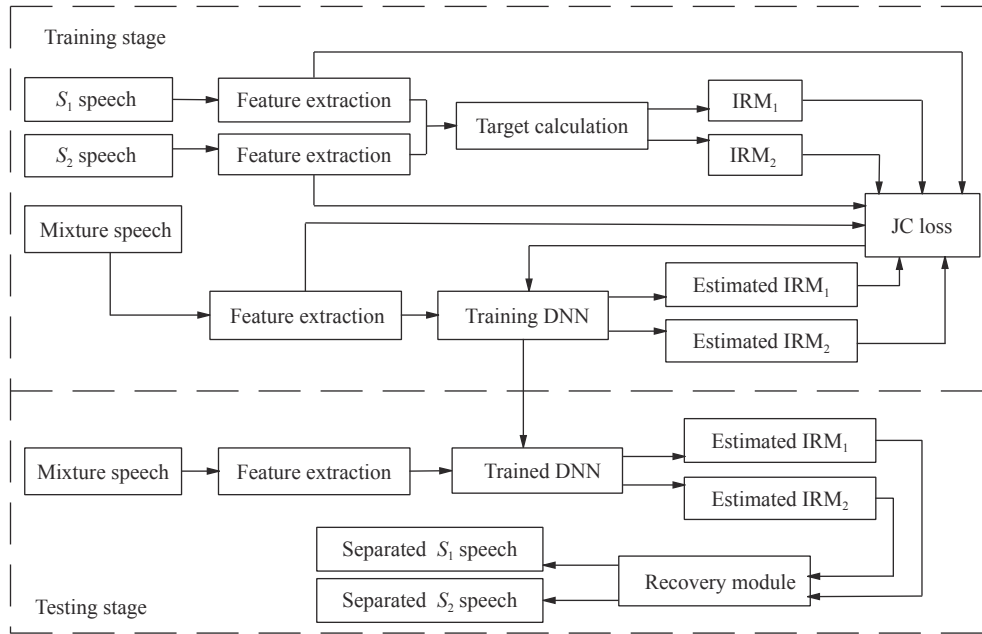 Training stage
S₁ speech
Feature extraction
IRM₁
Target calculation
S₂ speech
Feature extraction
IRM₂
Mixture speech
JC loss
Estimated IRM₁
Feature extraction
Training DNN
Estimated IRM₂
Estimated IRM₁
Mixture speech
Feature extraction
Trained DNN
Estimated IRM₂
Separated S₁ speech
Recovery module
Separated S₂ speech
Testing stage